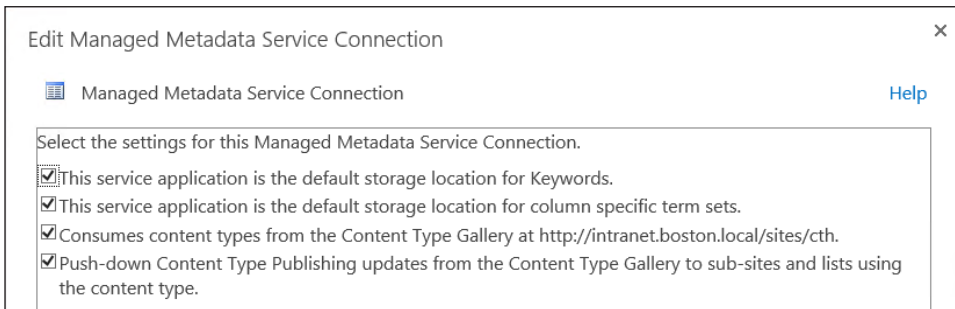 Edit Managed Metadata Service Connection
Managed Metadata Service Connection
Help
Select the settings for this Managed Metadata Service Connection.
This service application is the default storage location for Keywords.
This service application is the default storage location for column specific term sets.
Consumes content types from the Content Type Gallery at http://intranet.boston.local/sites/cth.
Push-down Content Type Publishing updates from the Content Type Gallery to sub-sites and lists using
the content type.